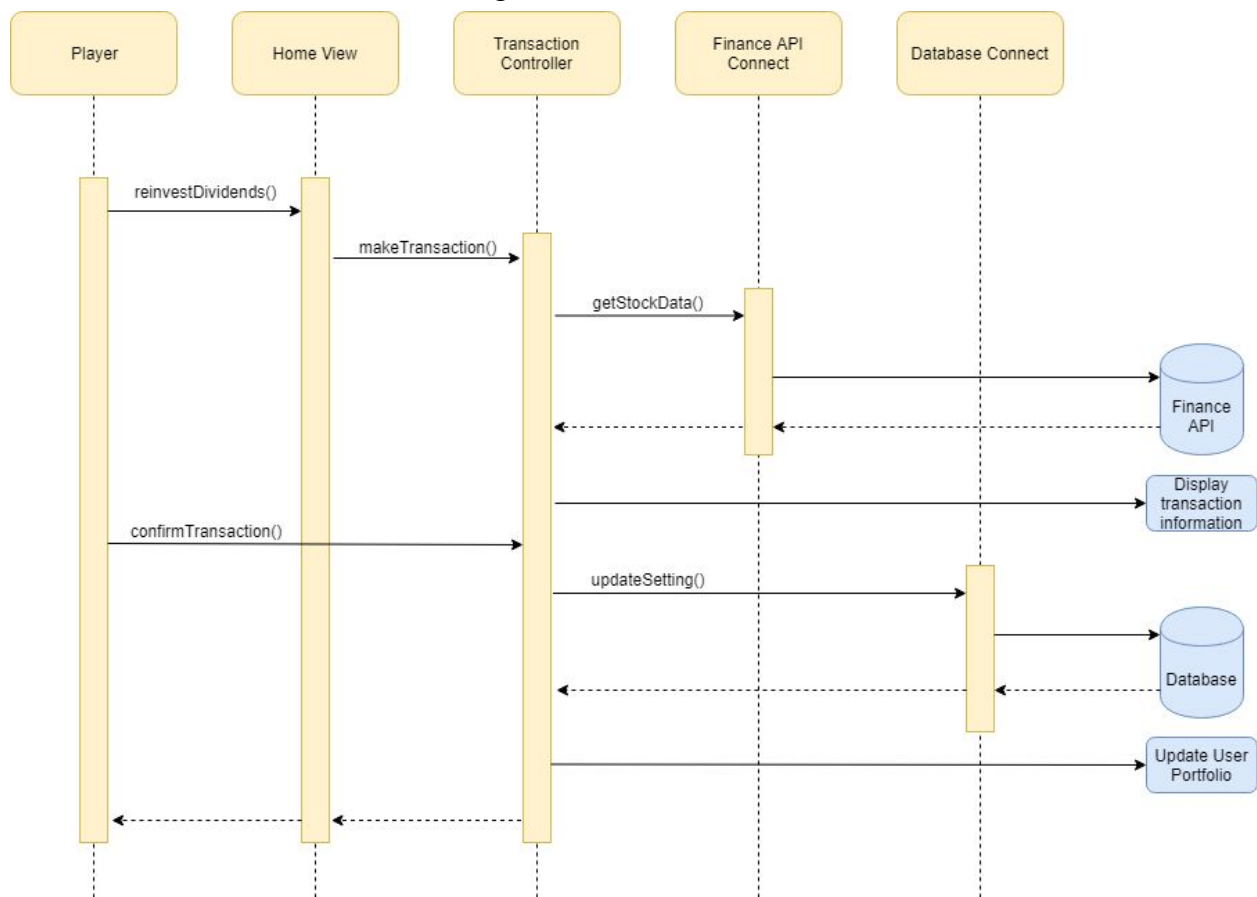 Player
Home View
Transaction
Controller
Finance API
Connect
Database Connect
reinvestDividends()
makeTransaction()
getStockData()
Finance
API
Display
transaction
information
confirmTransaction()
updateSetting()
Database
Update User
Portfolio